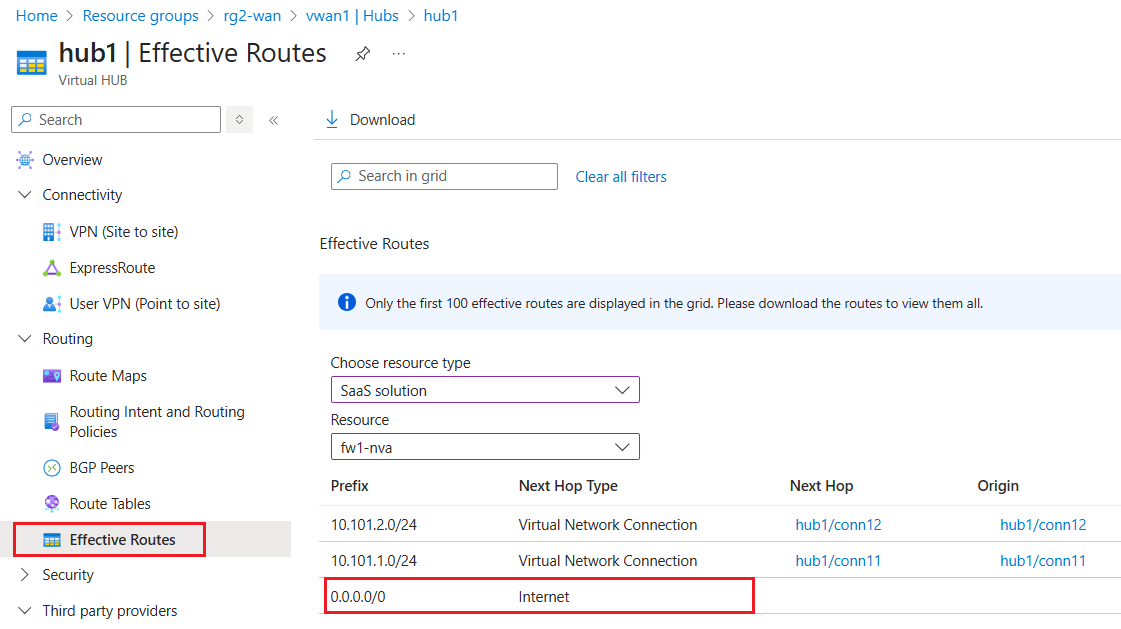 Home > Resource groups > rg2-wan > vwan1 | Hubs > hub1
hub1 | Effective Routes
Virtual HUB
Search
Download
Overview
Connectivity
VPN (Site to site)
ExpressRoute
User VPN (Point to site)
Routing
Route Maps
Routing Intent and Routing
Policies
BGP Peers
Route Tables
Effective Routes
Security
Third party providers
Search in grid Clear all filters
Effective Routes
Only the first 100 effective routes are displayed in the grid. Please download the routes to view them all.
Choose resource type
SaaS solution
Resource
fw1-nva
Prefix Next Hop Type Next Hop Origin
10.101.2.0/24 Virtual Network Connection hub1/conn12 hub1/conn12
10.101.1.0/24 Virtual Network Connection hub1/conn11 hub1/conn11
0.0.0.0/0 Internet